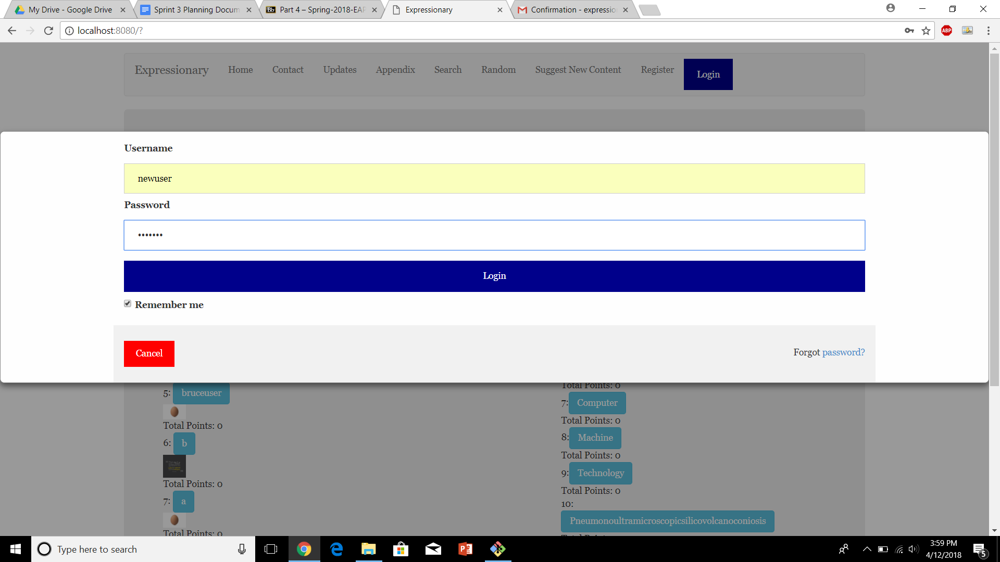 My Drive - Google Drive
Sprint 3 Planning Docum
Part 4 – Spring-2018-EAP
Expressionary
Confirmation - expressio
localhost:8080/?
ABP
Expressionary Home Contact Updates Appendix Search Random Suggest New Content Register Login
Username
newuser
Password
•••••••
Login
Remember me
Cancel
Forgot password?
5: bruceuser
Total Points: 0
6: b
Total Points: 0
7: a
Total Points: 0
Total Points: 0
7: Computer
Total Points: 0
8: Machine
Total Points: 0
9: Technology
Total Points: 0
10:
Pneumonoultramicroscopicsilicovolcanoconiosis
Type here to search
3:59 PM
4/12/2018
5